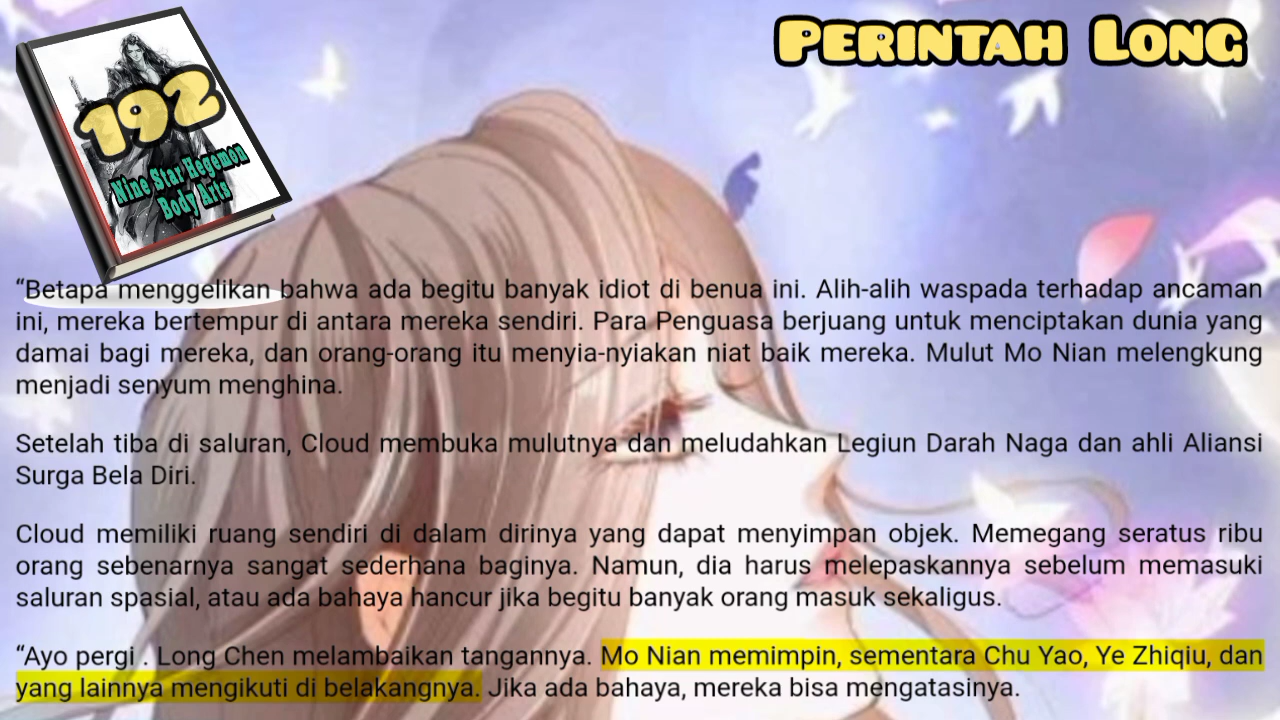 PERINTAH LONG
192
Nine Star Hegemon
Body Arts
“Betapa menggelikan bahwa ada begitu banyak idiot di benua ini. Alih-alih waspada terhadap ancaman
ini, mereka bertempur di antara mereka sendiri. Para Penguasa berjuang untuk menciptakan dunia yang
damai bagi mereka, dan orang-orang itu menyia-nyiakan niat baik mereka. Mulut Mo Nian melengkung
menjadi senyum menghina.
Setelah tiba di saluran, Cloud membuka mulutnya dan meludahkan Legiun Darah Naga dan ahli Aliansi
Surga Bela Diri.
Cloud memiliki ruang sendiri di dalam dirinya yang dapat menyimpan objek. Memegang seratus ribu
orang sebenarnya sangat sederhana baginya. Namun, dia harus melepaskannya sebelum memasuki
saluran spasial, atau ada bahaya hancur jika begitu banyak orang masuk sekaligus.
“Ayo pergi . Long Chen melambaikan tangannya. Mo Nian memimpin, sementara Chu Yao, Ye Zhiqiu, dan
yang lainnya mengikuti di belakangnya. Jika ada bahaya, mereka bisa mengatasinya.